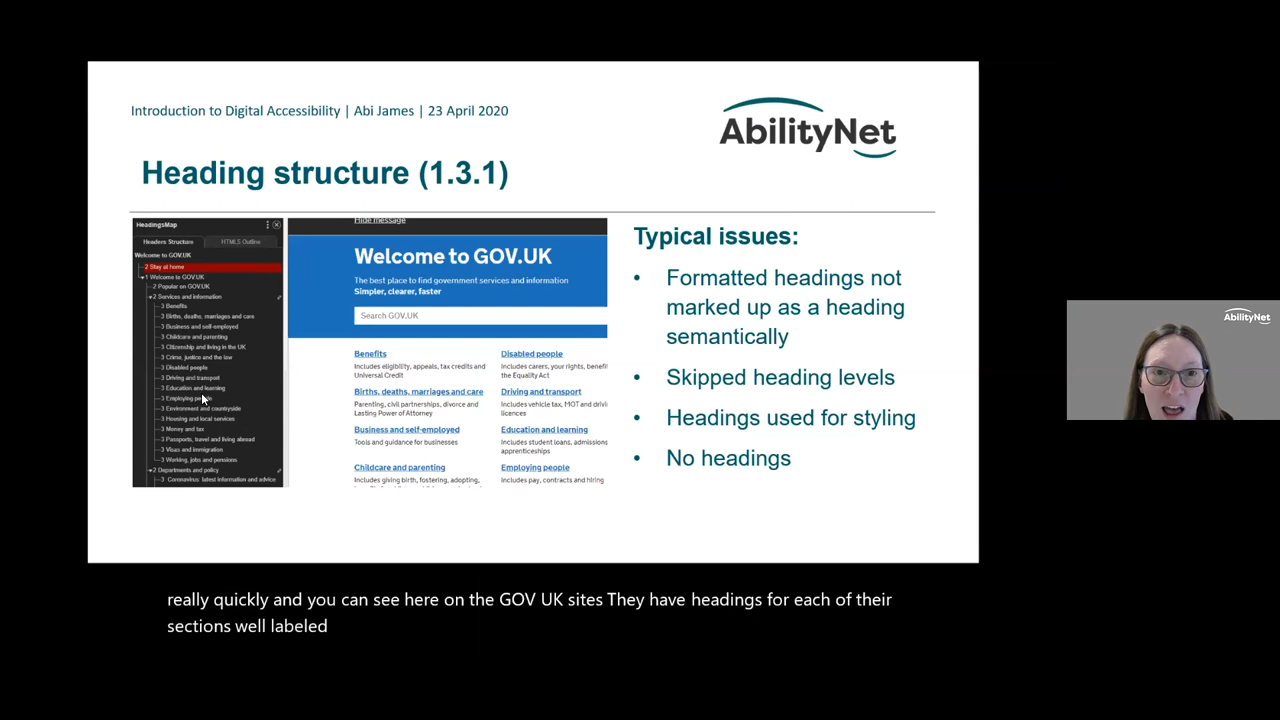 Introduction to Digital Accessibility | Abi James | 23 April 2020
AbilityNet
Heading structure (1.3.1)
HeadingsMap
Headers Structure
HTML5 Outline
Welcome to GOV.UK
2 Stay at home
1 Welcome to GOV.UK
2 Popular on GOV.UK
2 Services and information
3 Benefits
3 Births, deaths, marriages and care
3 Business and self-employed
3 Childcare and parenting
3 Citizenship and living in the UK
3 Crime, justice and the law
3 Disabled people
3 Driving and transport
3 Education and learning
3 Employing people
3 Environment and countryside
3 Housing and local services
3 Money and tax
3 Passports, travel and living abroad
3 Visas and immigration
3 Working, jobs and pensions
2 Departments and policy
3 Coronavirus: latest information and advice
Hide message
Welcome to GOV.UK
The best place to find government services and information
Simpler, clearer, faster
Search GOV.UK
Benefits
Includes eligibility, appeals, tax credits and
Universal Credit
Births, deaths, marriages and care
Parenting, civil partnerships, divorce and
Lasting Power of Attorney
Business and self-employed
Tools and guidance for businesses
Childcare and parenting
Includes giving birth, fostering, adopting,
Disabled people
Includes carers, your rights, benefit
the Equality Act
Driving and transport
Includes vehicle tax, MOT and drivi
licences
Education and learning
Includes student loans, admissions
apprenticeships
Employing people
Includes pay, contracts and hiring
Typical issues:
• Formatted headings not
marked up as a heading
semantically
• Skipped heading levels
• Headings used for styling
• No headings
AbilityNet
really quickly and you can see here on the GOV UK sites They have headings for each of their
sections well labeled